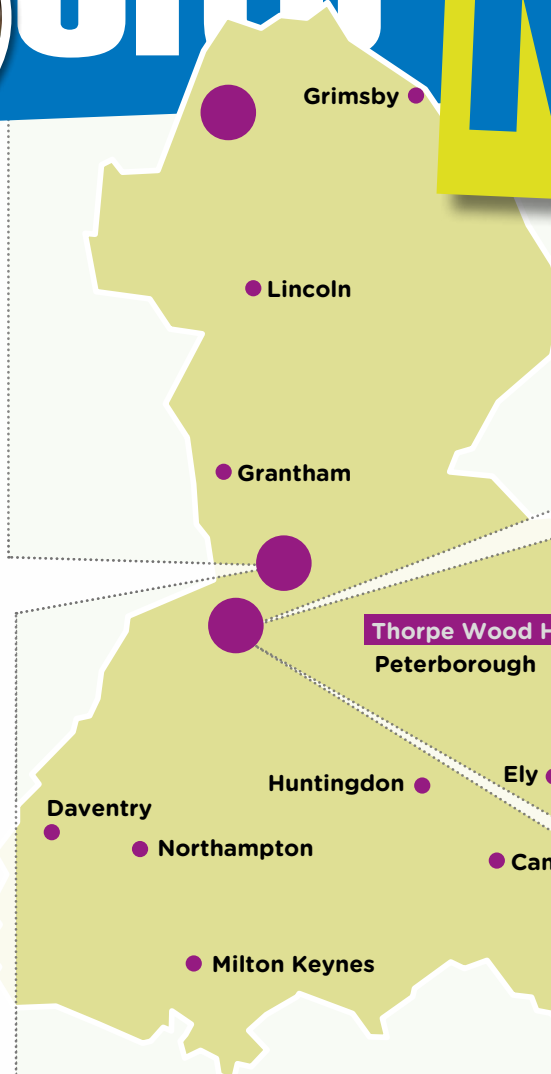 Grimsby
Lincoln
Grantham
Thorpe Wood H
Peterborough
Huntingdon
Ely
Daventry
Northampton
Can
Milton Keynes